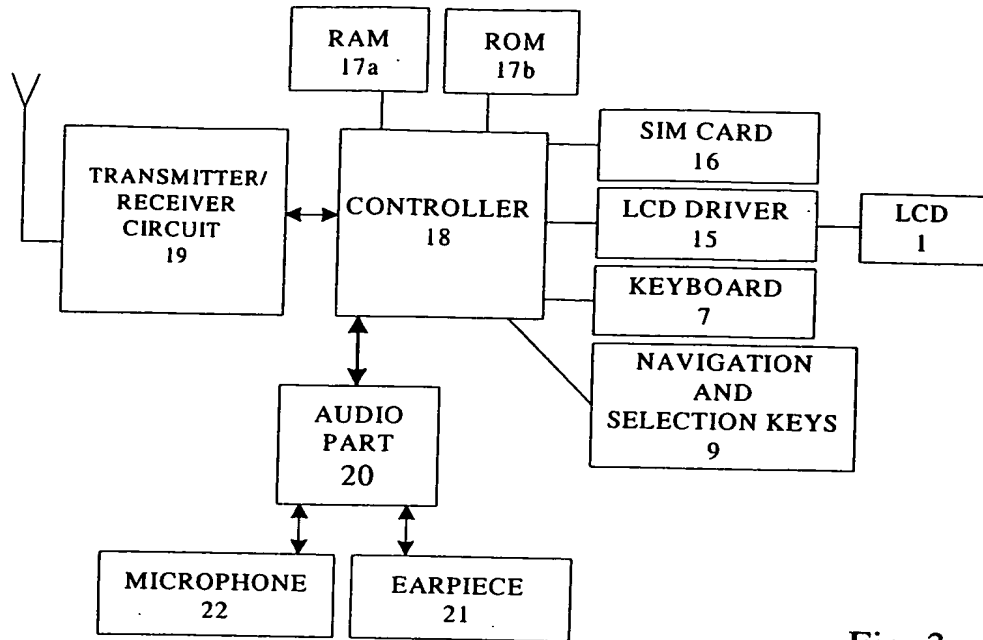 RAM
17a
ROM
17b
TRANSMITTER/
RECEIVER
CIRCUIT
19
CONTROLLER
18
SIM CARD
16
LCD DRIVER
15
LCD
1
KEYBOARD
7
NAVIGATION
AND
SELECTION KEYS
9
AUDIO
PART
20
MICROPHONE
22
EARPIECE
21